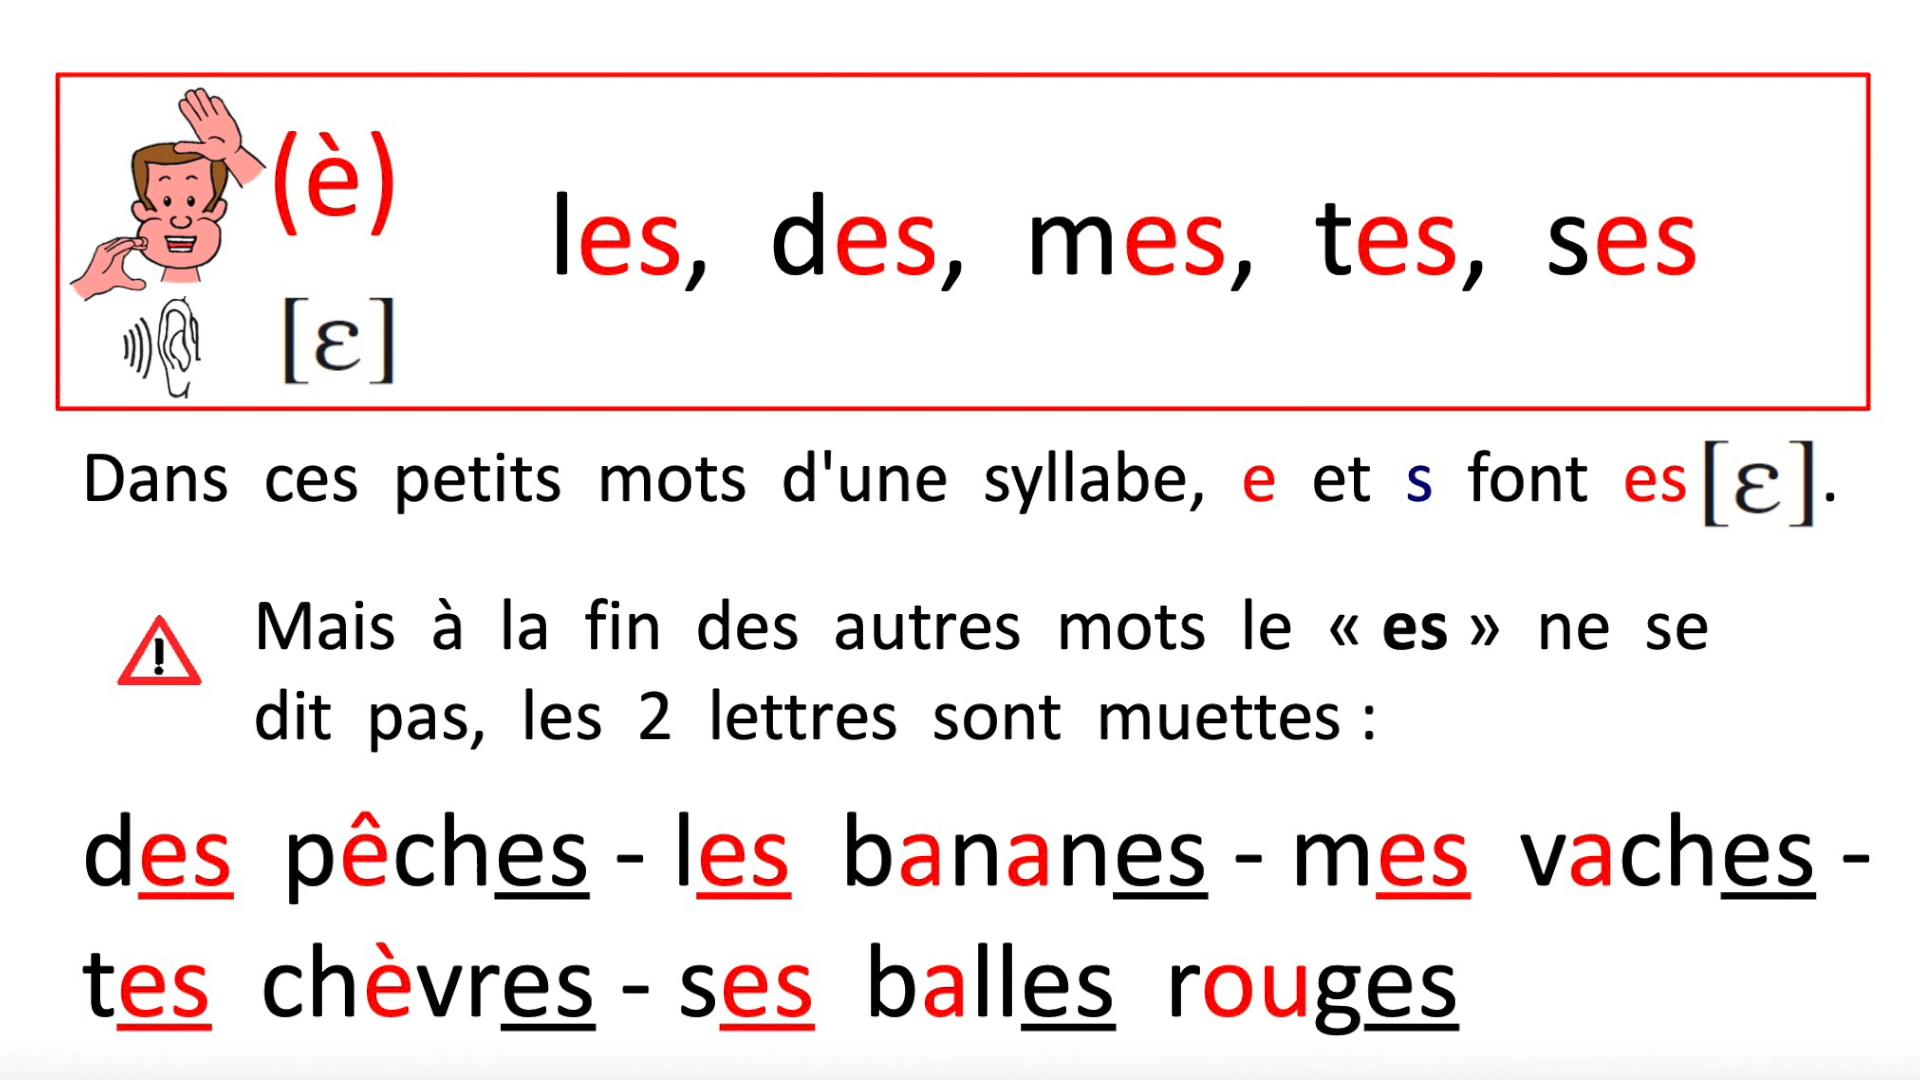 (è)
les, des, mes, tes, ses
[ɛ]
Dans ces petits mots d'une syllabe, e et s font es [ɛ].
Mais à la fin des autres mots le « es » ne se
dit pas, les 2 lettres sont muettes :
des pêches - les bananes - mes vaches -
tes chèvres - ses balles rouges